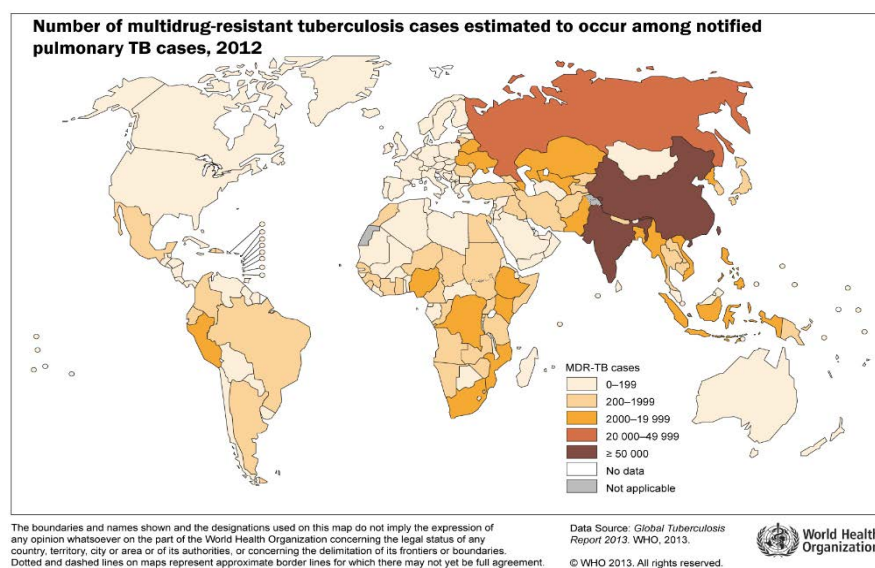 Number of multidrug-resistant tuberculosis cases estimated to occur among notified
pulmonary TB cases, 2012
MDR-TB cases
0–199
200–1999
2000–19 999
20 000–49 999
≥ 50 000
No data
Not applicable
The boundaries and names shown and the designations used on this map do not imply the expression of
any opinion whatsoever on the part of the World Health Organization concerning the legal status of any
country, territory, city or area or of its authorities, or concerning the delimitation of its frontiers or boundaries.
Dotted and dashed lines on maps represent approximate border lines for which there may not yet be full agreement.
Data Source: Global Tuberculosis
Report 2013. WHO, 2013.
© WHO 2013. All rights reserved.
World Health
Organization